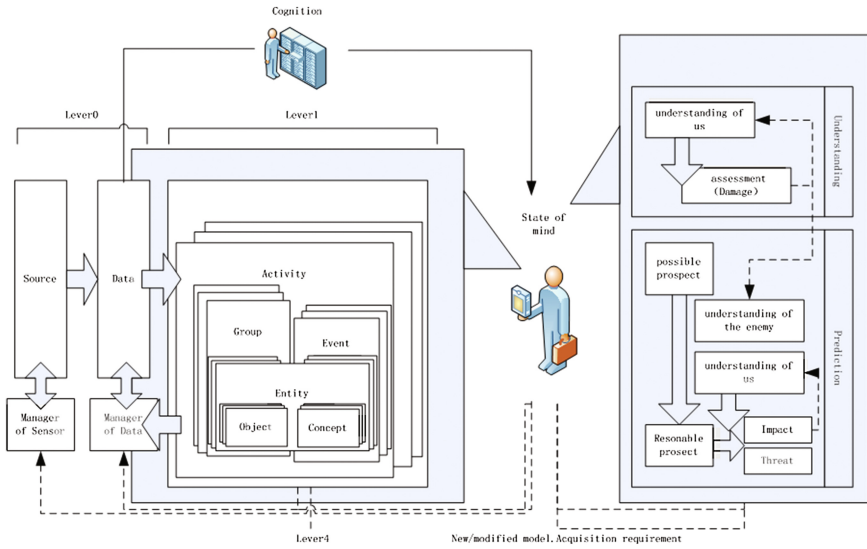 Cognition
Lever0
Lever1
Source
Data
Manager
of Sensor
Manager
of Data
Activity
Group
Event
Entity
Object
Concept
Lever4
State of
mind
understanding of
us
assessment
(Damage)
Understanding
possible
prospect
understanding of
the enemy
understanding of
us
Resonable
prosect
Impact
Threat
Prediction
New/modified model,Acquisition requirement